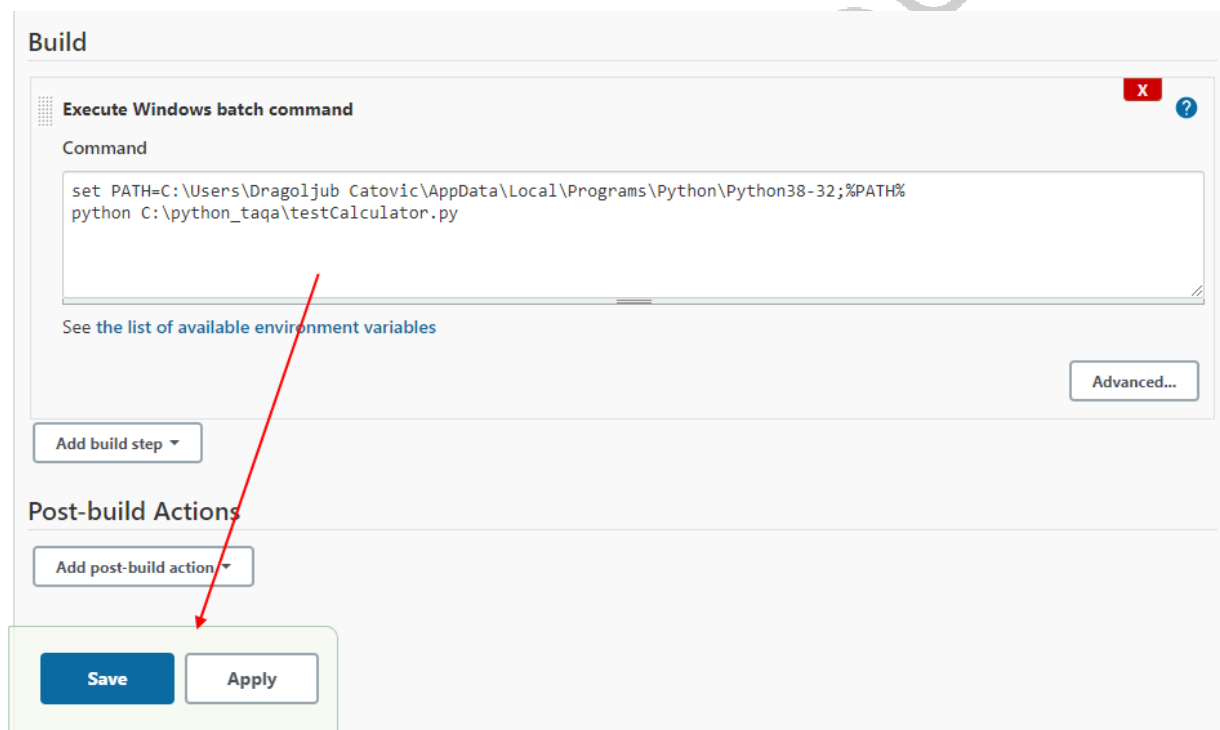 Build
X
Execute Windows batch command
?
Command
set PATH=C:\Users\Dragoljub Catovic\AppData\Local\Programs\Python\Python38-32;%PATH%
python C:\python_taqa\testCalculator.py
See the list of available environment variables
Advanced...
Add build step
Post-build Actions
Add post-build action
Save Apply